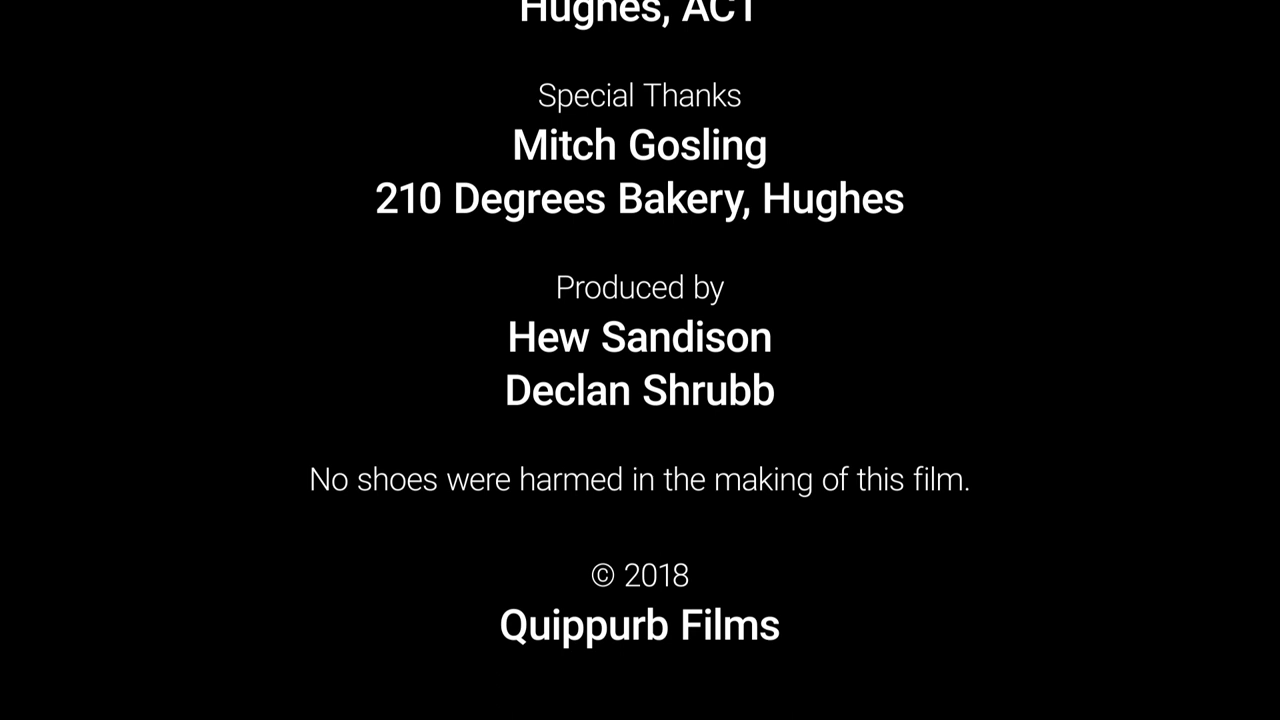 Hughes, ACT
Special Thanks
Mitch Gosling
210 Degrees Bakery, Hughes
Produced by
Hew Sandison
Declan Shrubb
No shoes were harmed in the making of this film.
© 2018
Quippurb Films